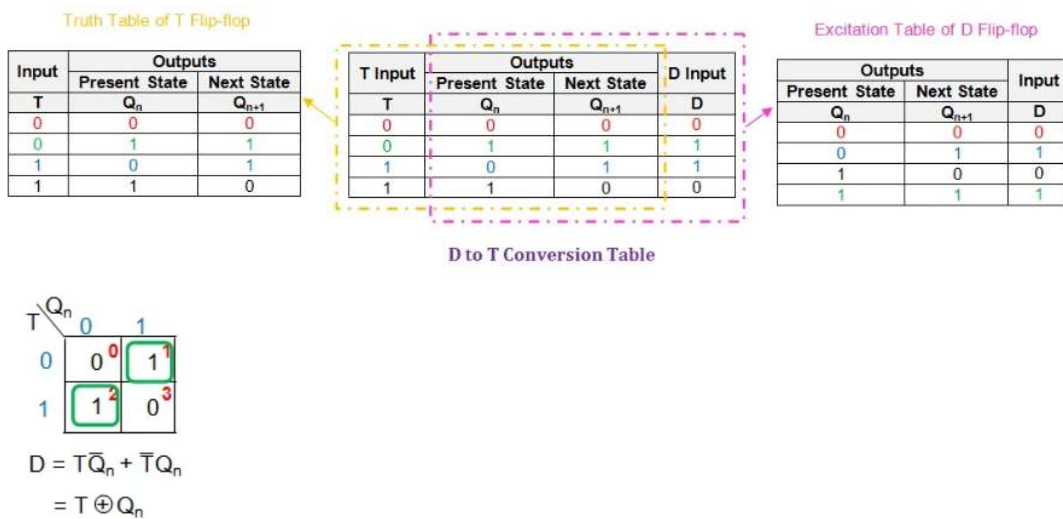 Truth Table of T Flip-flop
Input Outputs
Present State Next State
T Qn Qn+1
0 0 0
0 1 1
1 0 1
1 1 0
T Input Outputs D Input
Present State Next State
T Qn Qn+1 D
0 0 0 0
0 1 1 1
1 0 1 1
1 1 0 0
D to T Conversion Table
Excitation Table of D Flip-flop
Outputs Input
Present State Next State
Qn Qn+1 D
0 0 0
0 1 1
1 0 0
1 1 1
T Qn 0 1
0 0 0 1 1
1 1 2 0 3
D = TQ̅n + T̅Qn
= T ⊕ Qn